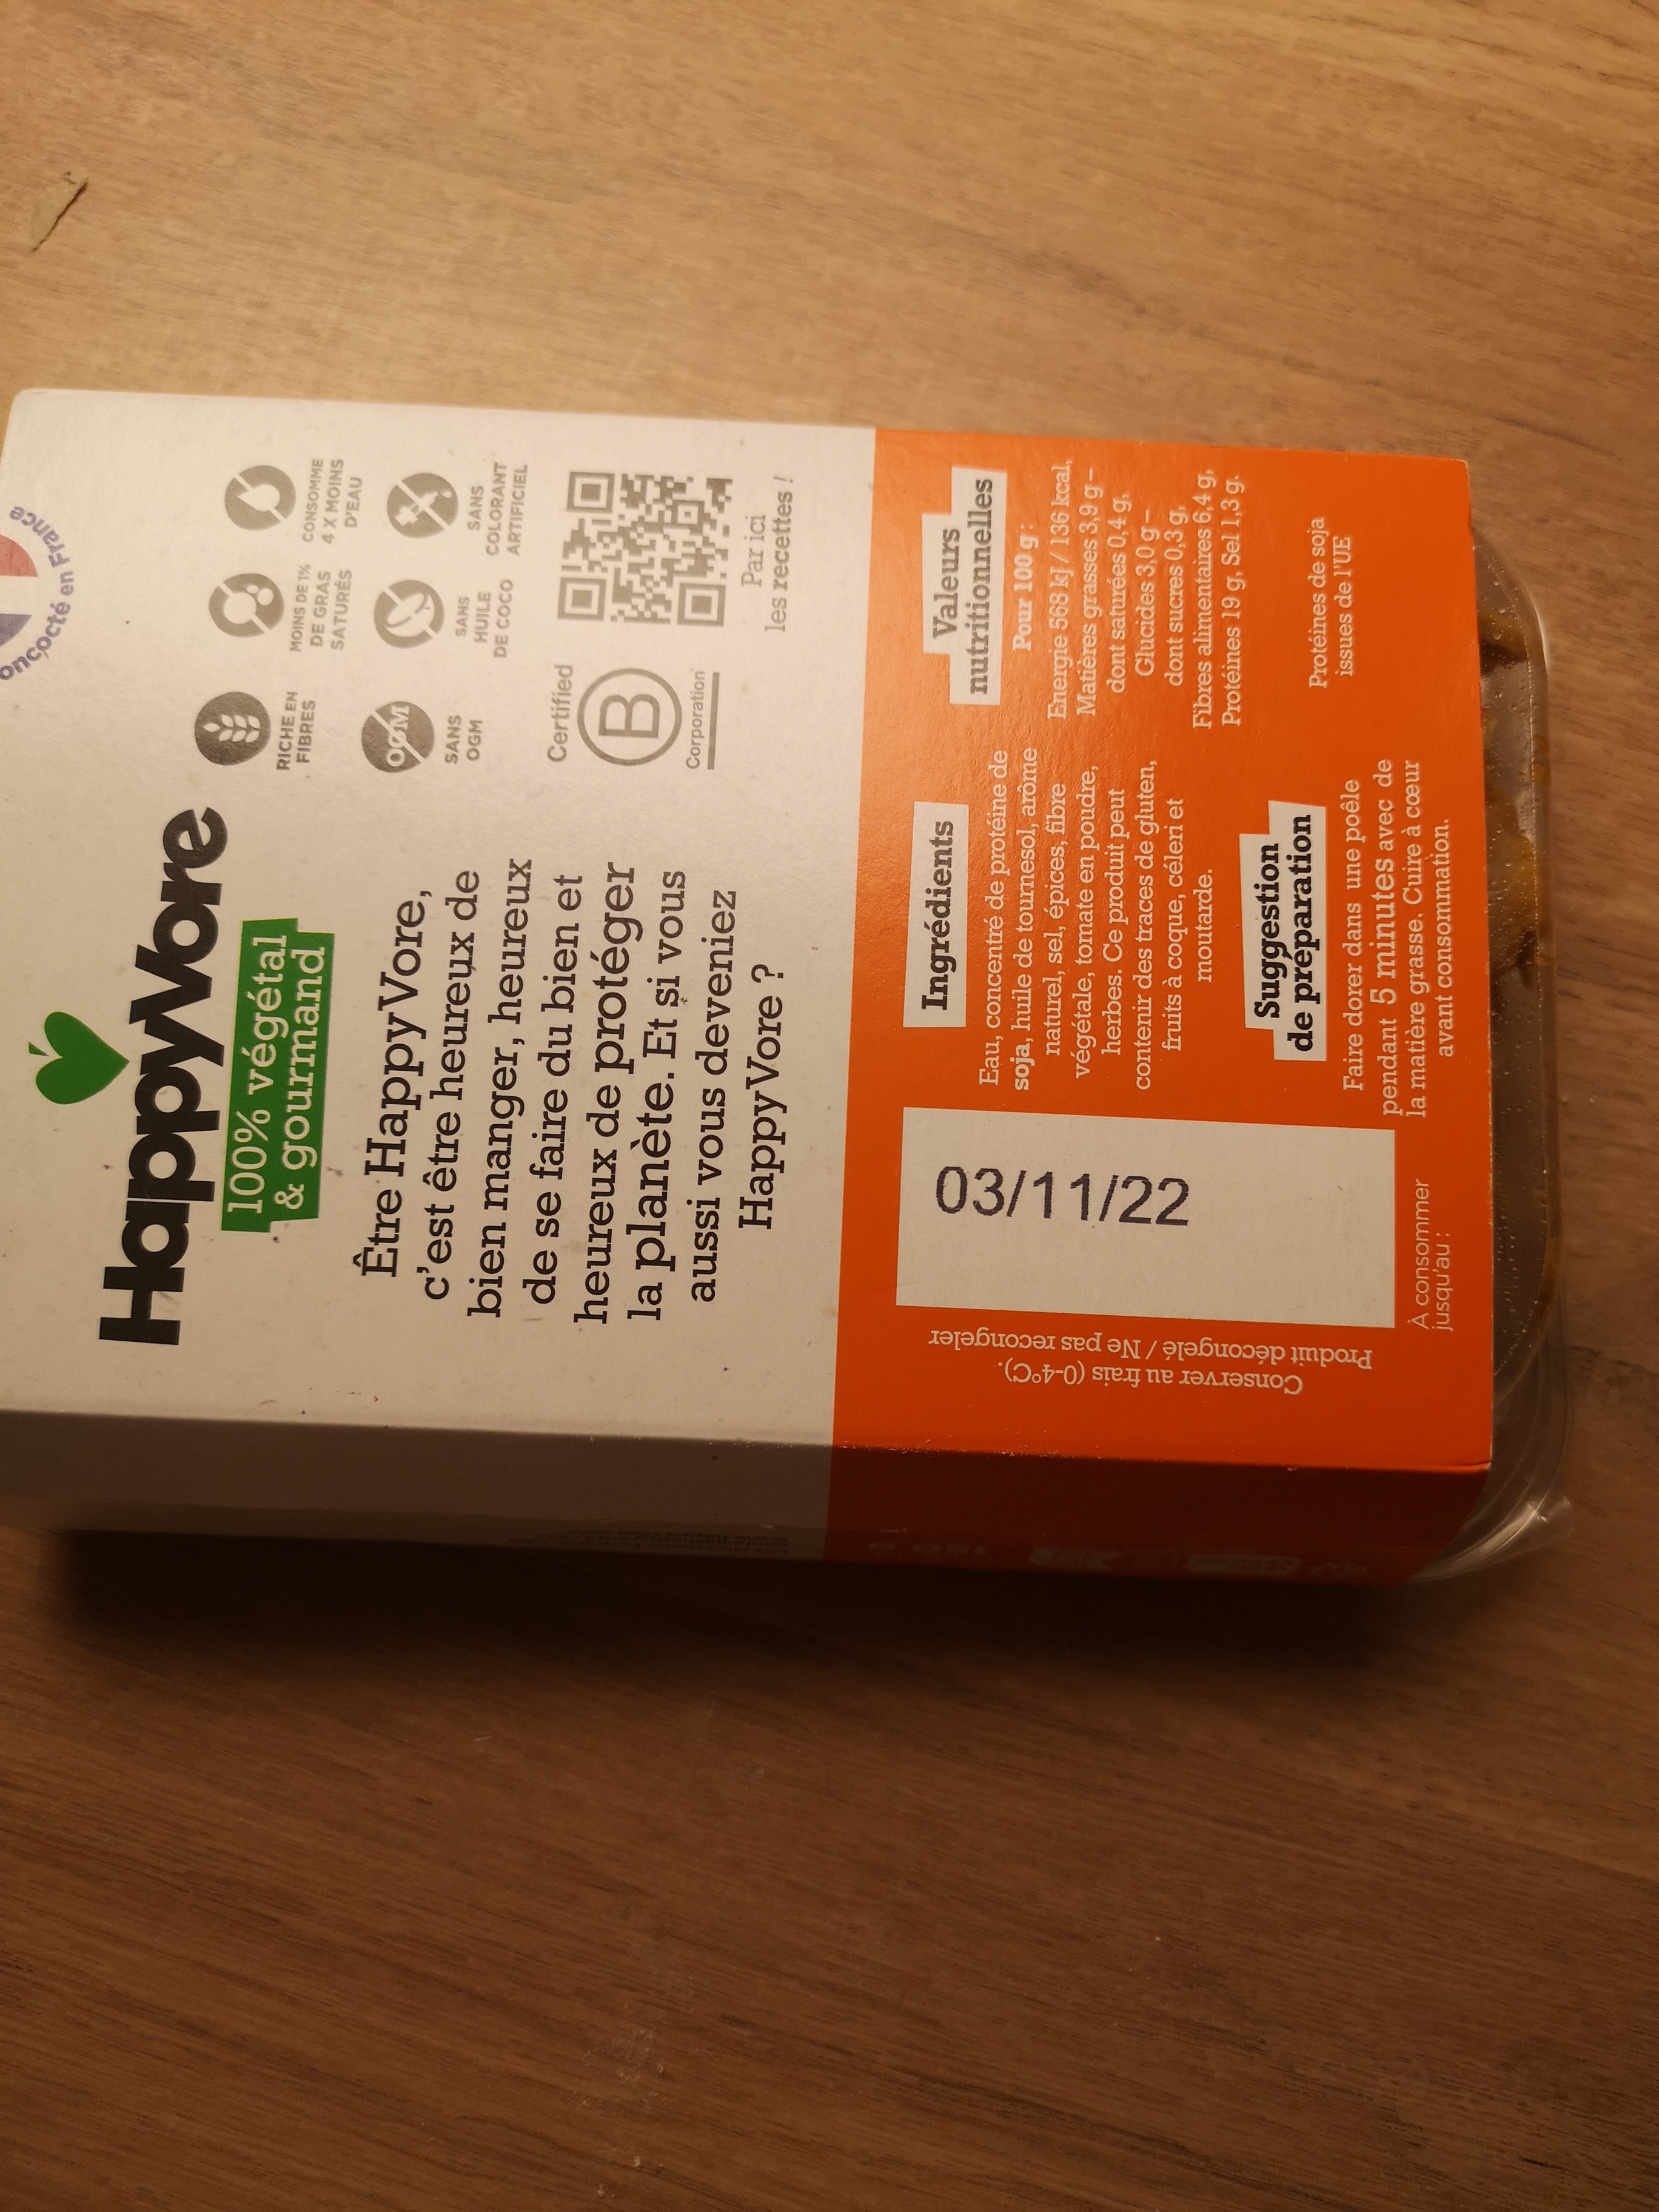 oncocté en France
HappyVore
100% végétal
& gourmand
Être HappyVore,
c'est être heureux de
bien manger, heureux
de se faire du bien et
heureux de protéger
la planète. Et si vous
aussi vous deveniez
HappyVore ?
RICHE EN
FIBRES
MOINS DE 1%
DE GRAS
SATURÉS
CONSOMME
4 X MOINS
D'EAU
OGM
SANS
OGM
SANS
HUILE
DE COCO
SANS
COLORANT
ARTIFICIEL
Certified
B
Corporation
Par ici
les recettes !
Conserver au frais (0-4°C).
Produit décongelé / Ne pas recongeler
03/11/22
À consommer
jusqu'au :
Ingrédients
Eau, concentré de protéine de
soja, huile de tournesol, arôme
naturel, sel, épices, fibre
végétale, tomate en poudre,
herbes. Ce produit peut
contenir des traces de gluten,
fruits à coque, céleri et
moutarde.
Suggestion
de préparation
Faire dorer dans une poêle
pendant 5 minutes avec de
la matière grasse. Cuire à cœur
avant consommation.
Valeurs
nutritionnelles
Pour 100 g :
Energie 568 kJ / 136 kcal,
Matières grasses 3,9 g –
dont saturées 0,4 g,
Glucides 3,0 g –
dont sucres 0,3 g,
Fibres alimentaires 6,4 g,
Protéines 19 g, Sel 1,3 g.
Protéines de soja
issues de l'UE